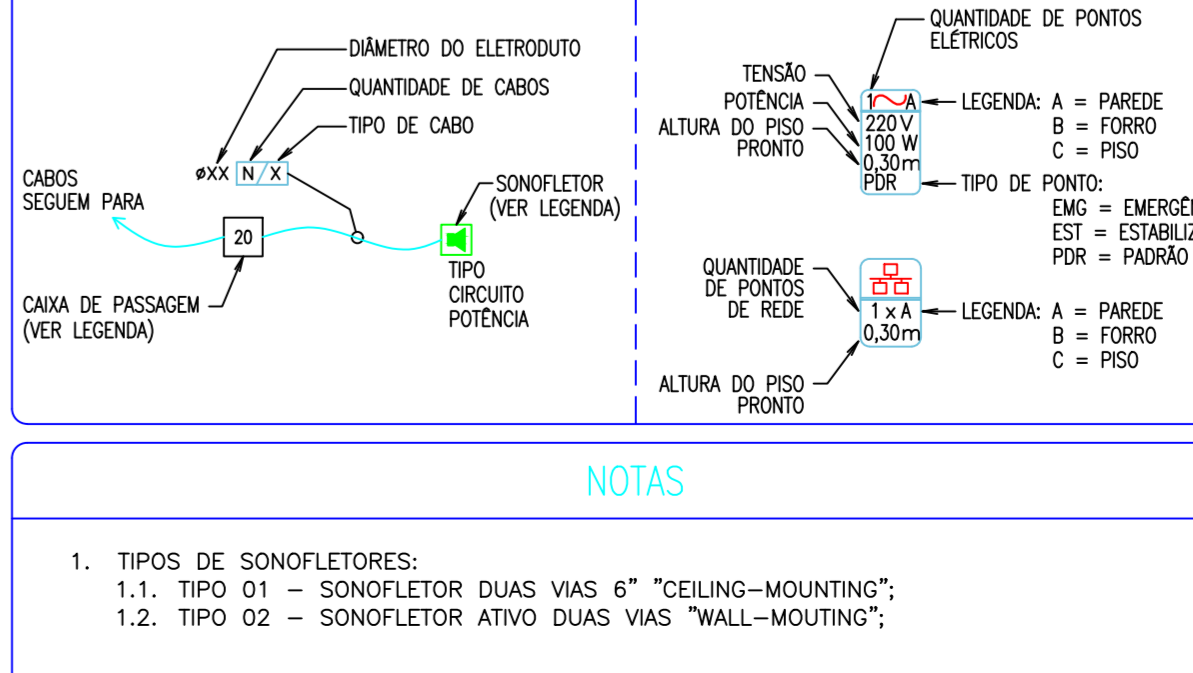 DIÂMETRO DO ELETRODUTO
QUANTIDADE DE CABOS
TIPO DE CABO
øXX N/X
CABOS
SEGUEM PARA
20
SONOFLETOR
(VER LEGENDA)
TIPO
CIRCUITO
POTÊNCIA
CAIXA DE PASSAGEM
(VER LEGENDA)
QUANTIDADE DE PONTOS
ELÉTRICOS
TENSÃO
POTÊNCIA
ALTURA DO PISO
PRONTO
1 A
220 V
100 W
0,30m
PDR
LEGENDA: A = PAREDE
B = FORRO
C = PISO
TIPO DE PONTO:
EMG = EMERGÊ
EST = ESTABILIZ
PDR = PADRÃO
QUANTIDADE
DE PONTOS
DE REDE
1 x A
0,30m
LEGENDA: A = PAREDE
B = FORRO
C = PISO
ALTURA DO PISO
PRONTO
NOTAS
1. TIPOS DE SONOFLETORES:
1.1. TIPO 01 – SONOFLETOR DUAS VIAS 6" "CEILING–MOUNTING";
1.2. TIPO 02 – SONOFLETOR ATIVO DUAS VIAS "WALL–MOUTING";